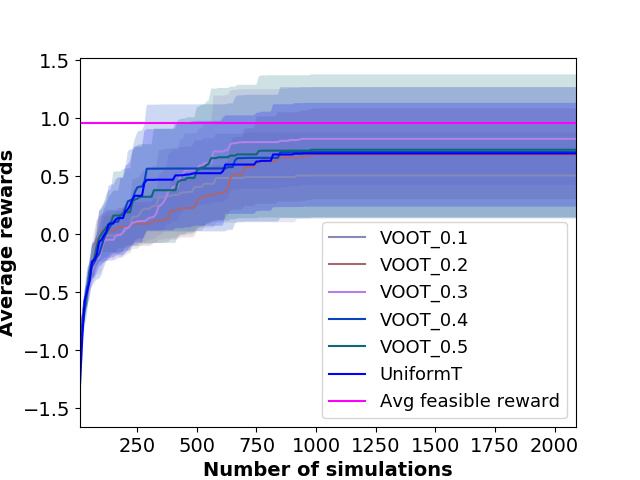 1.5
1.0
0.5
0.0
−0.5
−1.0
−1.5
Average rewards
VOOT_0.1
VOOT_0.2
VOOT_0.3
VOOT_0.4
VOOT_0.5
UniformT
Avg feasible reward
250 500 750 1000 1250 1500 1750 2000
Number of simulations